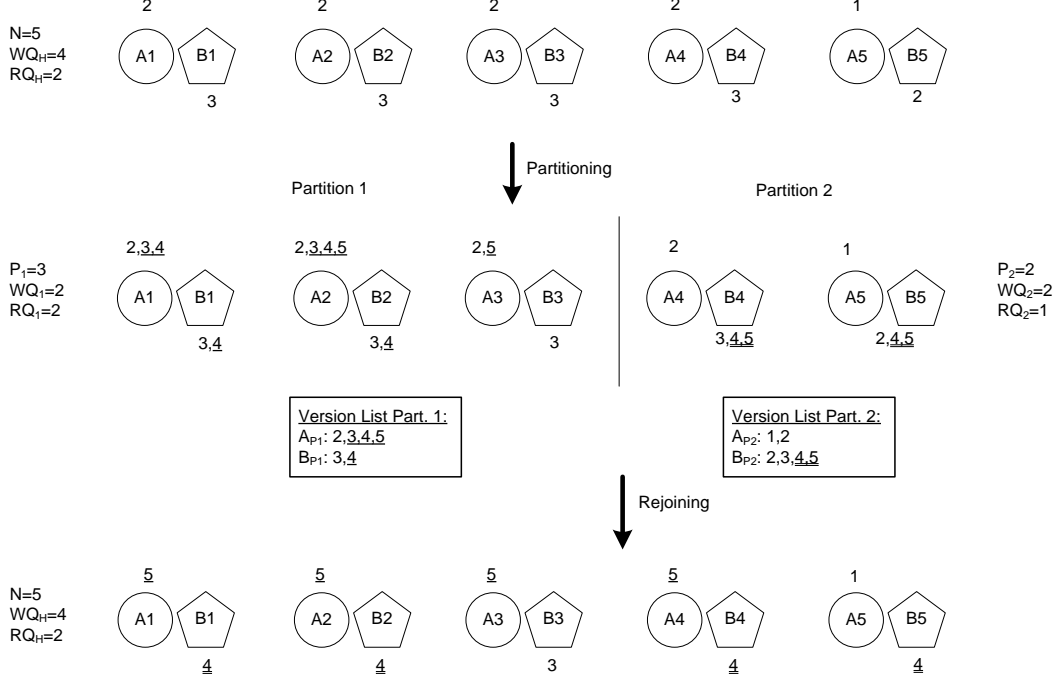 2 2 2 2 1
N=5
WQH=4
RQH=2
A1 B1 A2 B2 A3 B3 A4 B4 A5 B5
3 3 3 3 2
Partitioning
Partition 1 Partition 2
2,3,4 2,3,4,5 2,5 2 1
P1=3
WQ1=2
RQ1=2
A1 B1 A2 B2 A3 B3 A4 B4 A5 B5
P2=2
WQ2=2
RQ2=1
3,4 3,4 3 3,4,5 2,4,5
Version List Part. 1:
AP1: 2,3,4,5
BP1: 3,4
Version List Part. 2:
AP2: 1,2
BP2: 2,3,4,5
Rejoining
5 5 5 5 1
N=5
WQH=4
RQH=2
A1 B1 A2 B2 A3 B3 A4 B4 A5 B5
4 4 3 4 4